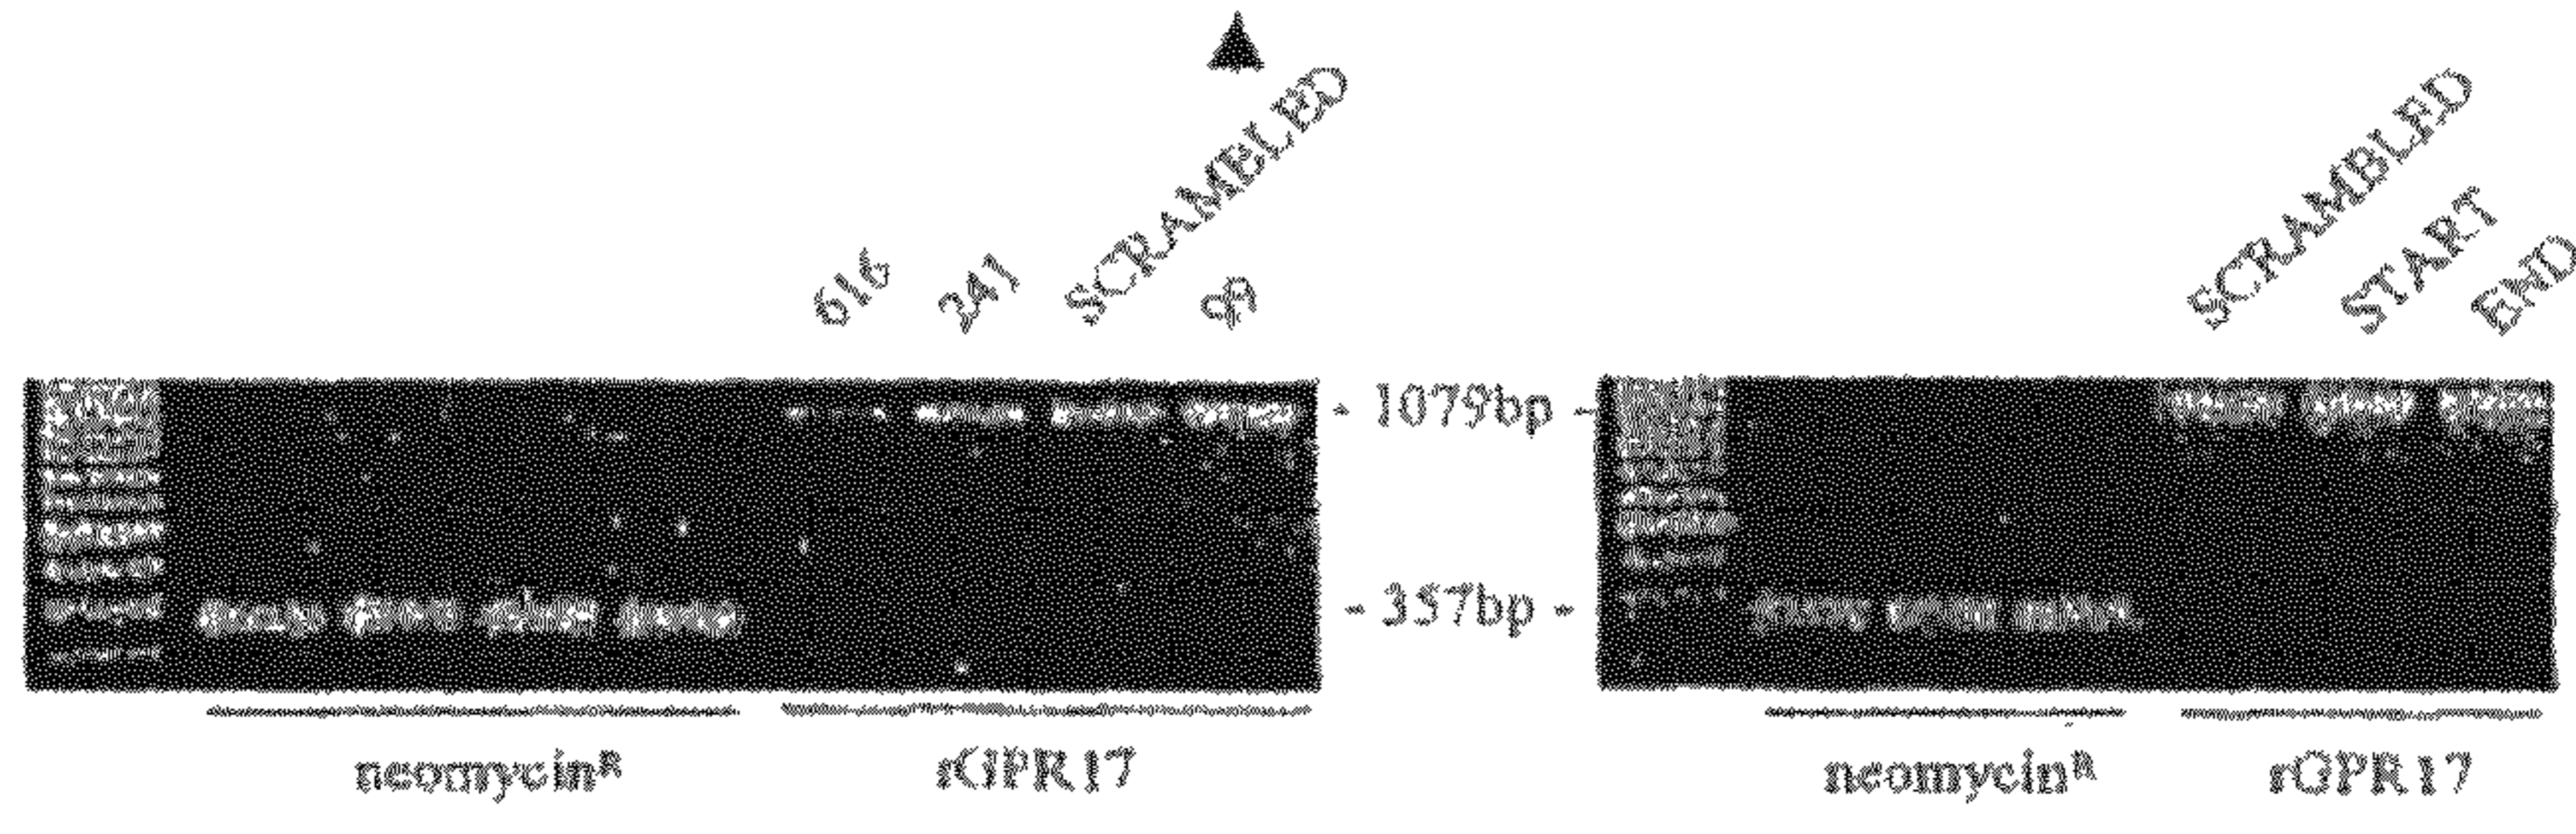 616 241 SCRAMBLED 99 SCRAMBLED START END
- 1079bp -
- 357bp -
neomycinᴿ rGPR17 neomycinᴿ rGPR17